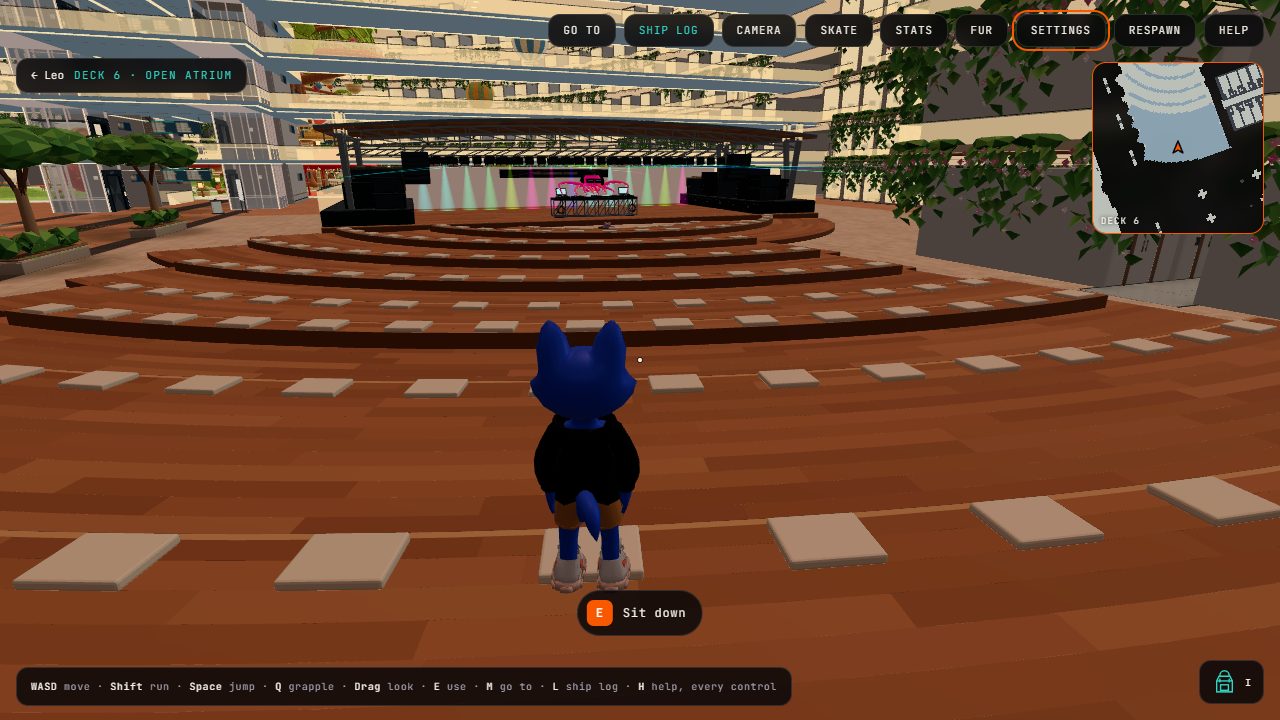 GO TO
SHIP LOG
CAMERA
SKATE
STATS
FUR
SETTINGS
RESPAWN
HELP
← Leo DECK 6 · OPEN ATRIUM
DECK 6
E Sit down
WASD move · Shift run · Space jump · Q grapple · Drag look · E use · M go to · L ship log · H help, every control
I